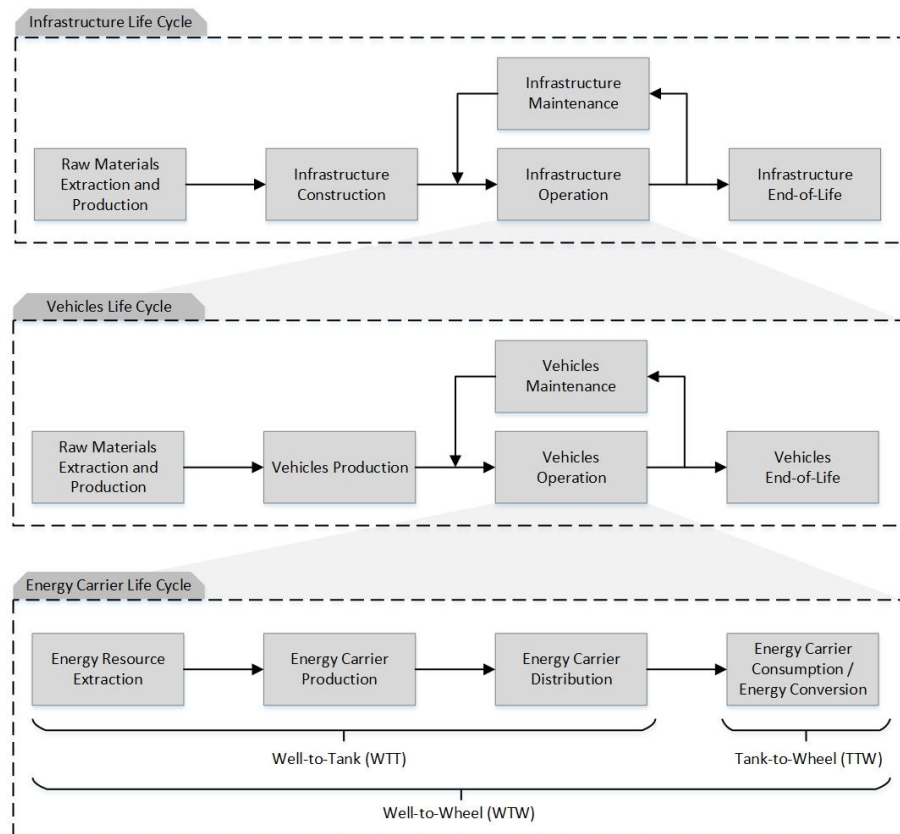 Infrastructure Life Cycle
Infrastructure
Maintenance
Raw Materials
Extraction and
Production
Infrastructure
Construction
Infrastructure
Operation
Infrastructure
End-of-Life
Vehicles Life Cycle
Vehicles
Maintenance
Raw Materials
Extraction and
Production
Vehicles Production
Vehicles
Operation
Vehicles
End-of-Life
Energy Carrier Life Cycle
Energy Resource
Extraction
Energy Carrier
Production
Energy Carrier
Distribution
Energy Carrier
Consumption /
Energy Conversion
Well-to-Tank (WTT)
Tank-to-Wheel (TTW)
Well-to-Wheel (WTW)